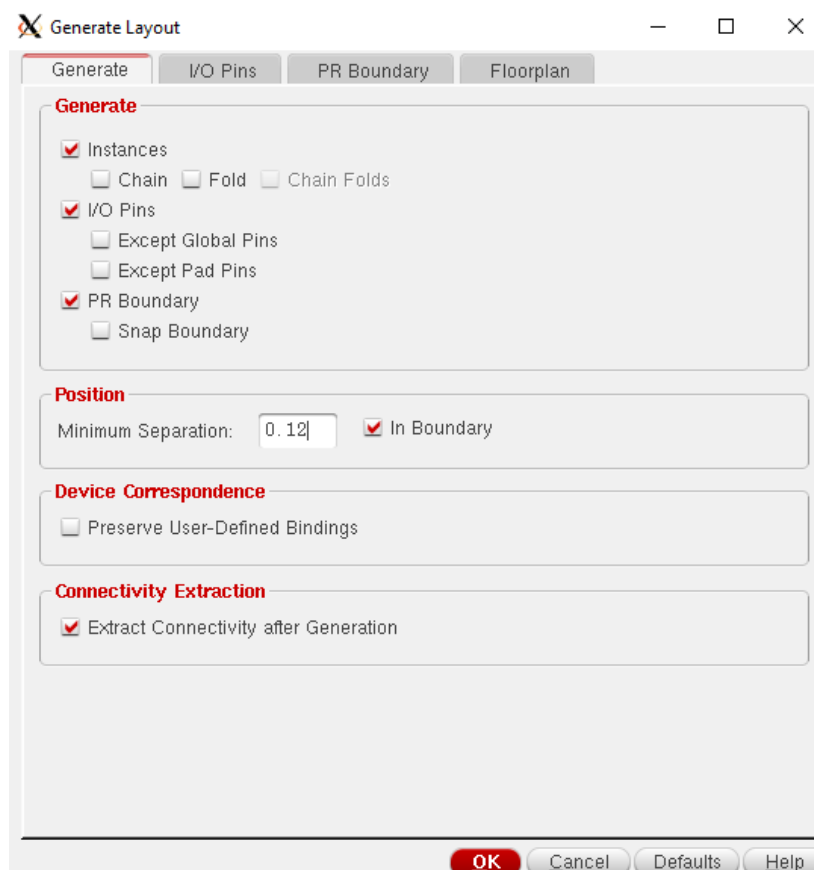 Generate Layout
Generate I/O Pins PR Boundary Floorplan
Generate
Instances
Chain Fold Chain Folds
I/O Pins
Except Global Pins
Except Pad Pins
PR Boundary
Snap Boundary
Position
Minimum Separation: 0.12 In Boundary
Device Correspondence
Preserve User-Defined Bindings
Connectivity Extraction
Extract Connectivity after Generation
OK Cancel Defaults Help